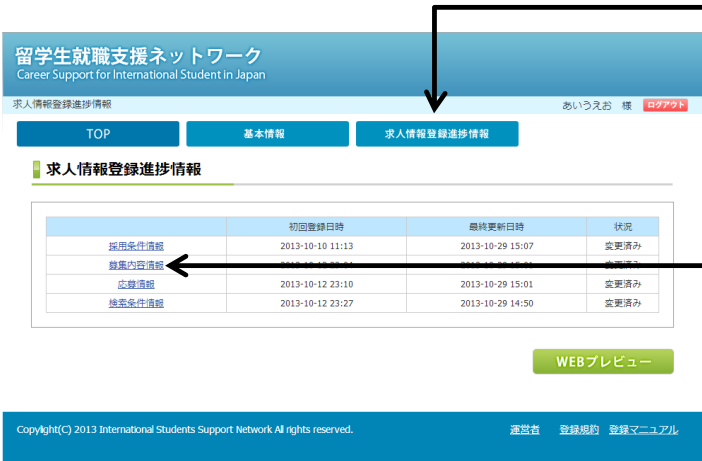 留学生就職支援ネットワーク
Career Support for International Student in Japan
求人情報登録進捗情報 あいうえお 様 ログアウト
TOP 基本情報 求人情報登録進捗情報
求人情報登録進捗情報
初回登録日時 最終更新日時 状況
採用条件情報 2013-10-10 11:13 2013-10-29 15:07 変更済み
募集内容情報
応募情報 2013-10-12 23:10 2013-10-29 15:01 変更済み
検索条件情報 2013-10-12 23:27 2013-10-29 14:50 変更済み
WEBプレビュー
Copylight(C) 2013 International Students Support Network All rights reserved. 運営者 登録規約 登録マニュアル